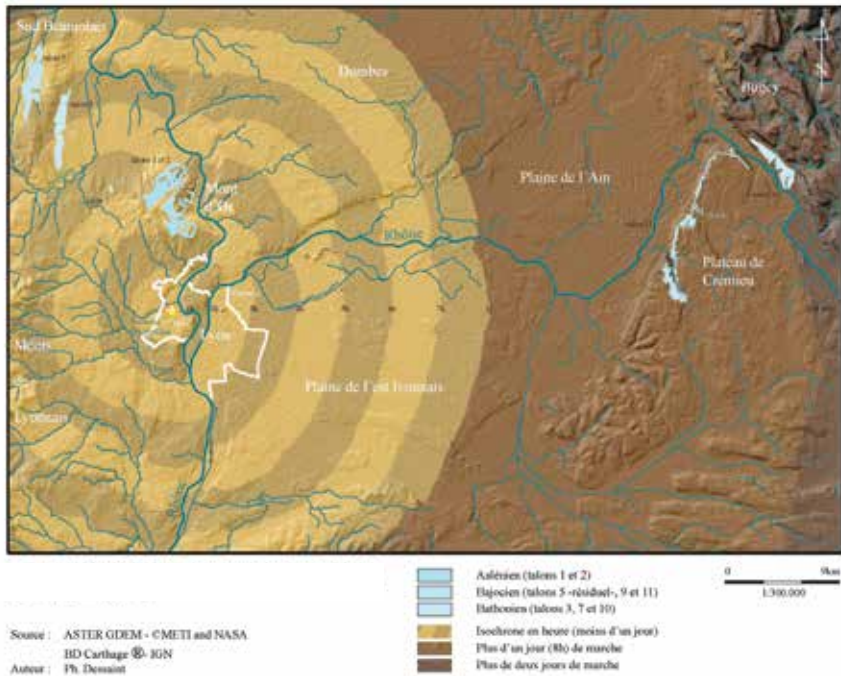 Sud Beaujolais
Saône
Dombes
Bugey
Mont
d'Or
Plaine de l'Ain
Rhône
Plateau de
Crémieu
Lyon
Monts
Plaine de l'est lyonnais
Lyonnais
Aalénien (talons 1 et 2)
Bajocien (talons 5 -résiduel-, 9 et 11)
Bathonien (talons 3, 7 et 10)
Isochrone en heure (moins d'un jour)
Plus d'un jour (8h) de marche
Plus de deux jours de marche
0 9km
1:300.000
Source : ASTER GDEM - ©METI and NASA
BD Carthage ®- IGN
Auteur : Ph. Dessaint